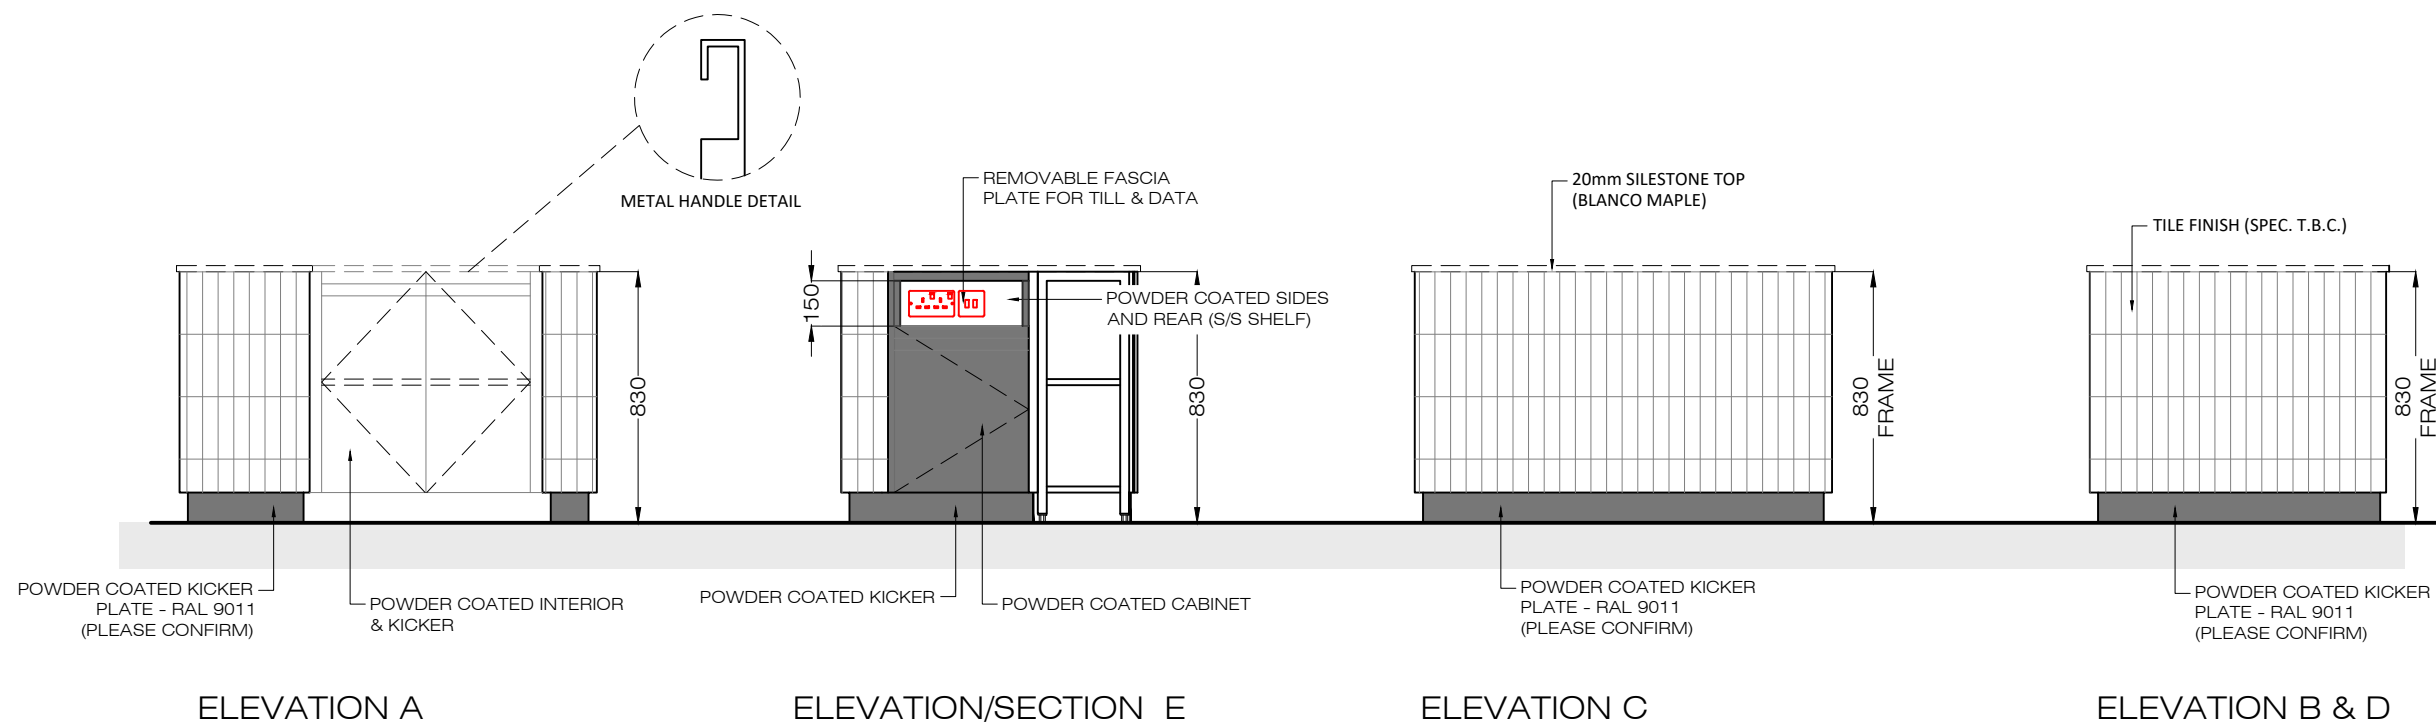 METAL HANDLE DETAIL
REMOVABLE FASCIA
PLATE FOR TILL & DATA
20mm SILESTONE TOP
(BLANCO MAPLE)
TILE FINISH (SPEC. T.B.C.)
150
POWDER COATED SIDES
AND REAR (S/S SHELF)
830
830
830
FRAME
830
FRAME
POWDER COATED KICKER
PLATE - RAL 9011
(PLEASE CONFIRM)
POWDER COATED INTERIOR
& KICKER
POWDER COATED KICKER
POWDER COATED CABINET
POWDER COATED KICKER
PLATE - RAL 9011
(PLEASE CONFIRM)
POWDER COATED KICKER
PLATE - RAL 9011
(PLEASE CONFIRM)
ELEVATION A
ELEVATION/SECTION E
ELEVATION C
ELEVATION B & D